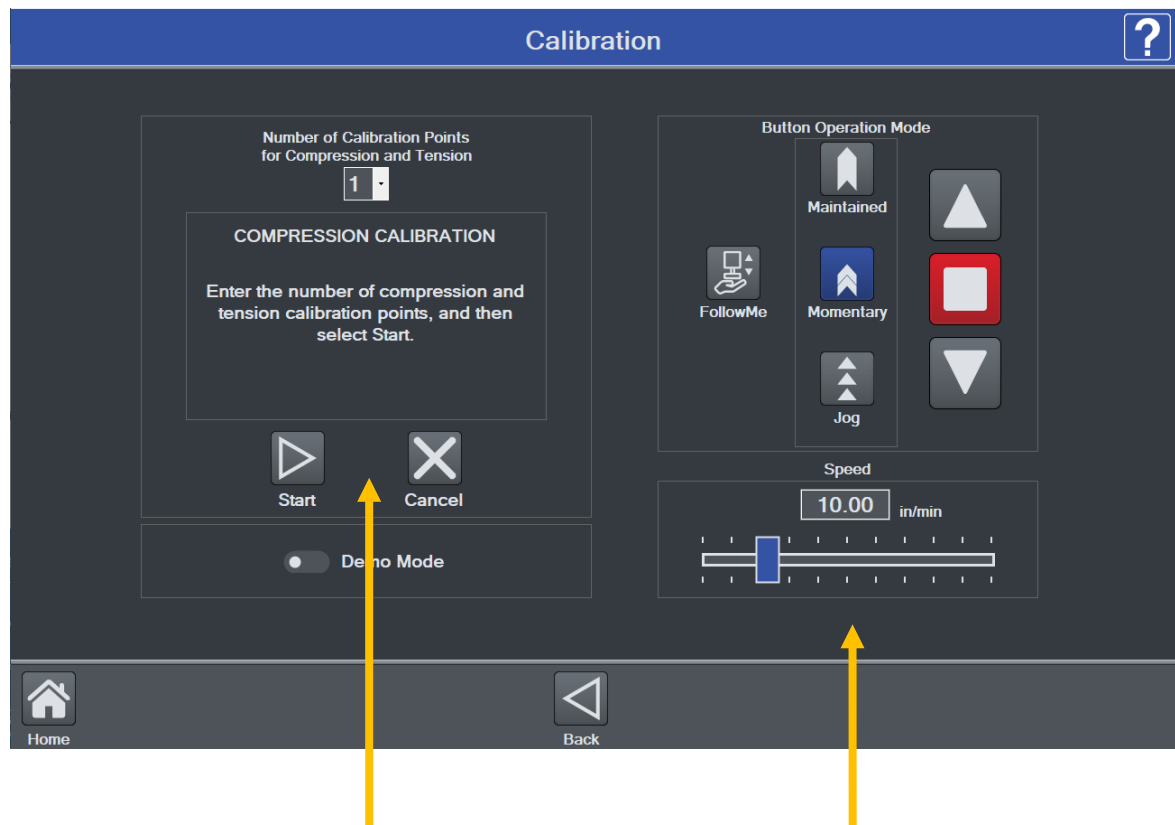 Calibration
?
Number of Calibration Points
for Compression and Tension
1
COMPRESSION CALIBRATION
Enter the number of compression and
tension calibration points, and then
select Start.
Start
Cancel
Demo Mode
Button Operation Mode
Maintained
FollowMe
Momentary
Jog
Speed
10.00 in/min
Home
Back